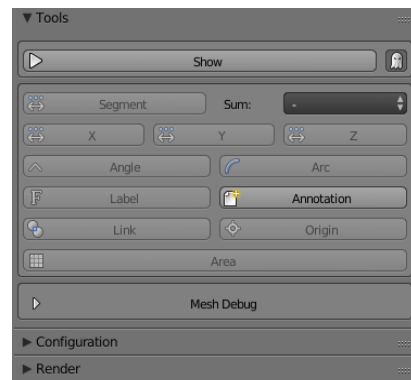 Tools
Show
Segment Sum: -
X Y Z
Angle Arc
Label Annotation
Link Origin
Area
Mesh Debug
Configuration
Render